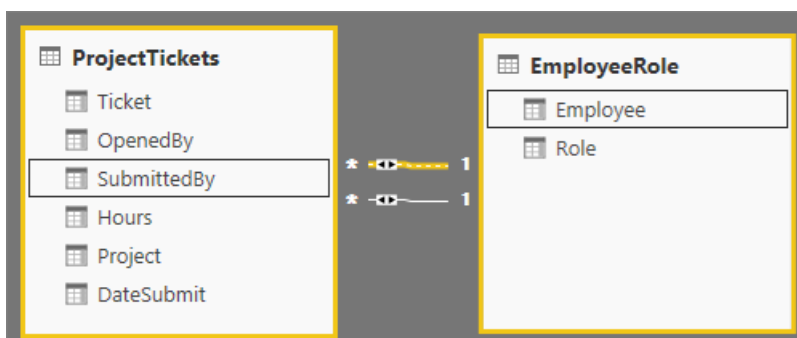 ProjectTickets
Ticket
OpenedBy
SubmittedBy
Hours
Project
DateSubmit
* 1
* 1
EmployeeRole
Employee
Role